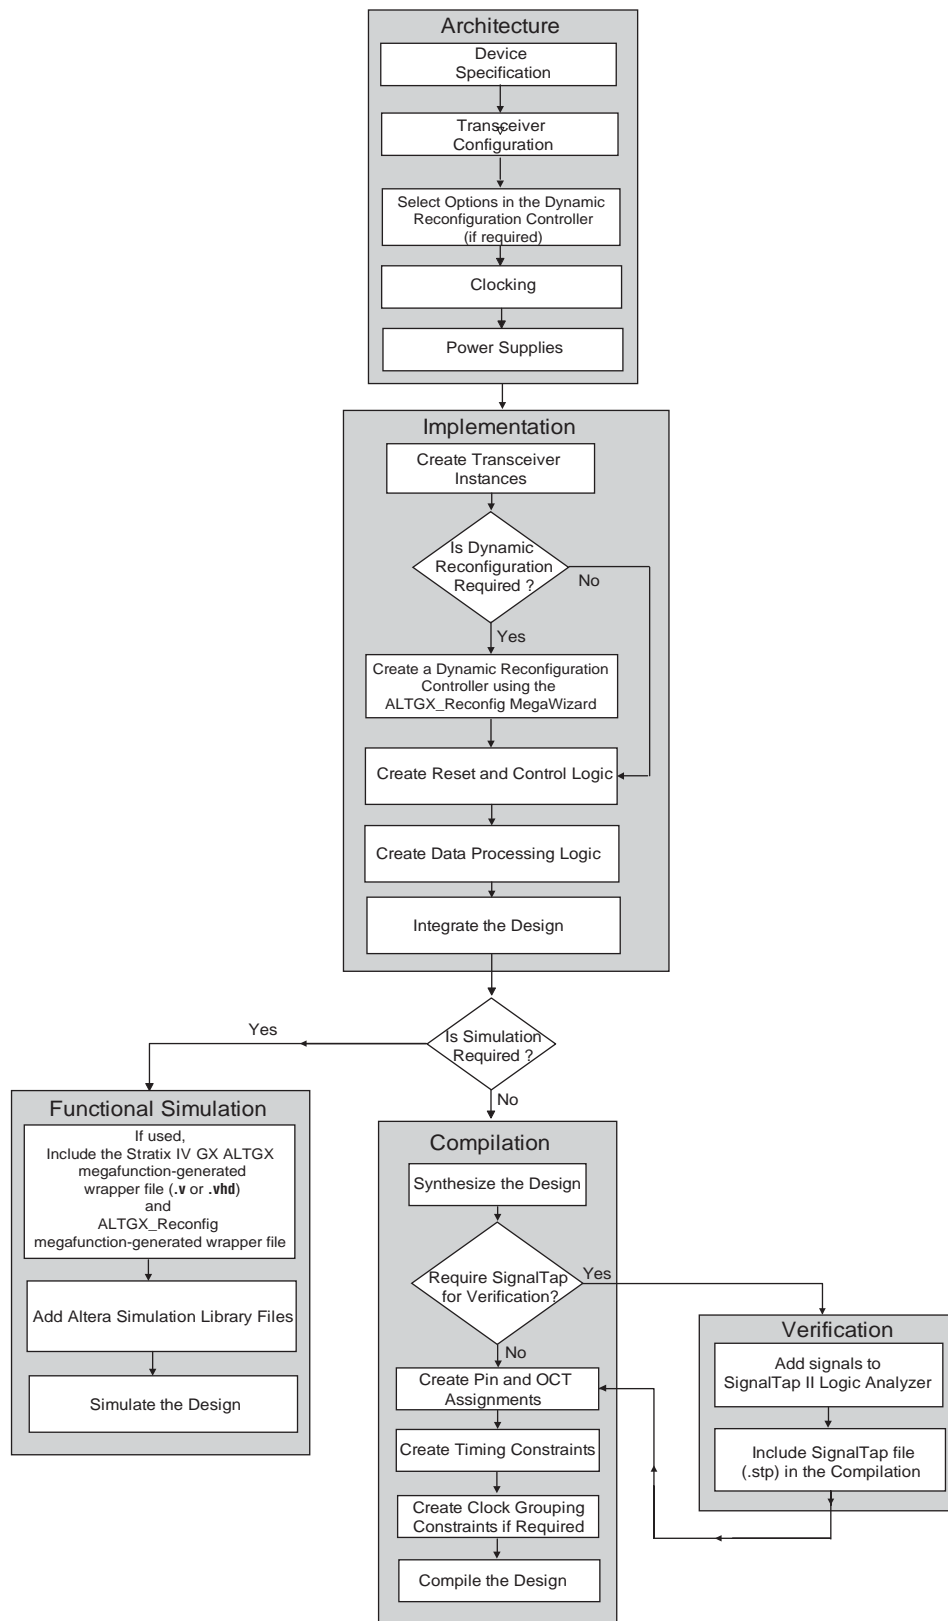 Architecture
Device
Specification
Transceiver
Configuration
Select Options in the Dynamic
Reconfiguration Controller
(if required)
Clocking
Power Supplies
Implementation
Create Transceiver
Instances
Is Dynamic
Reconfiguration
Required ?
No
Yes
Create a Dynamic Reconfiguration
Controller using the
ALTGX_Reconfig MegaWizard
Create Reset and Control Logic
Create Data Processing Logic
Integrate the Design
Is Simulation
Required ?
Yes
No
Functional Simulation
If used,
Include the Stratix IV GX ALTGX
megafunction-generated
wrapper file (.v or .vhd)
and
ALTGX_Reconfig
megafunction-generated wrapper file
Add Altera Simulation Library Files
Simulate the Design
Compilation
Synthesize the Design
Require SignalTap
for Verification?
Yes
No
Create Pin and OCT
Assignments
Create Timing Constraints
Create Clock Grouping
Constraints if Required
Compile the Design
Verification
Add signals to
SignalTap II Logic Analyzer
Include SignalTap file
(.stp) in the Compilation